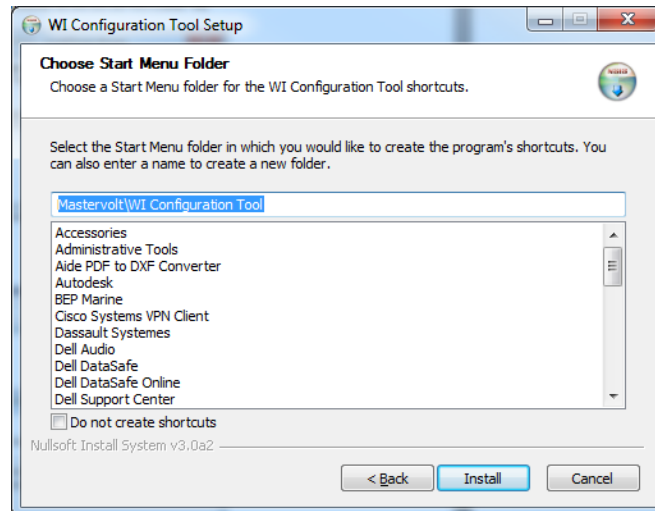 WI Configuration Tool Setup
Choose Start Menu Folder
Choose a Start Menu folder for the WI Configuration Tool shortcuts.
Select the Start Menu folder in which you would like to create the program's shortcuts. You
can also enter a name to create a new folder.
Mastervolt\WI Configuration Tool
Accessories
Administrative Tools
Aide PDF to DXF Converter
Autodesk
BEP Marine
Cisco Systems VPN Client
Dassault Systemes
Dell Audio
Dell DataSafe
Dell DataSafe Online
Dell Support Center
Do not create shortcuts
Nullsoft Install System v3.0a2
< Back
Install
Cancel